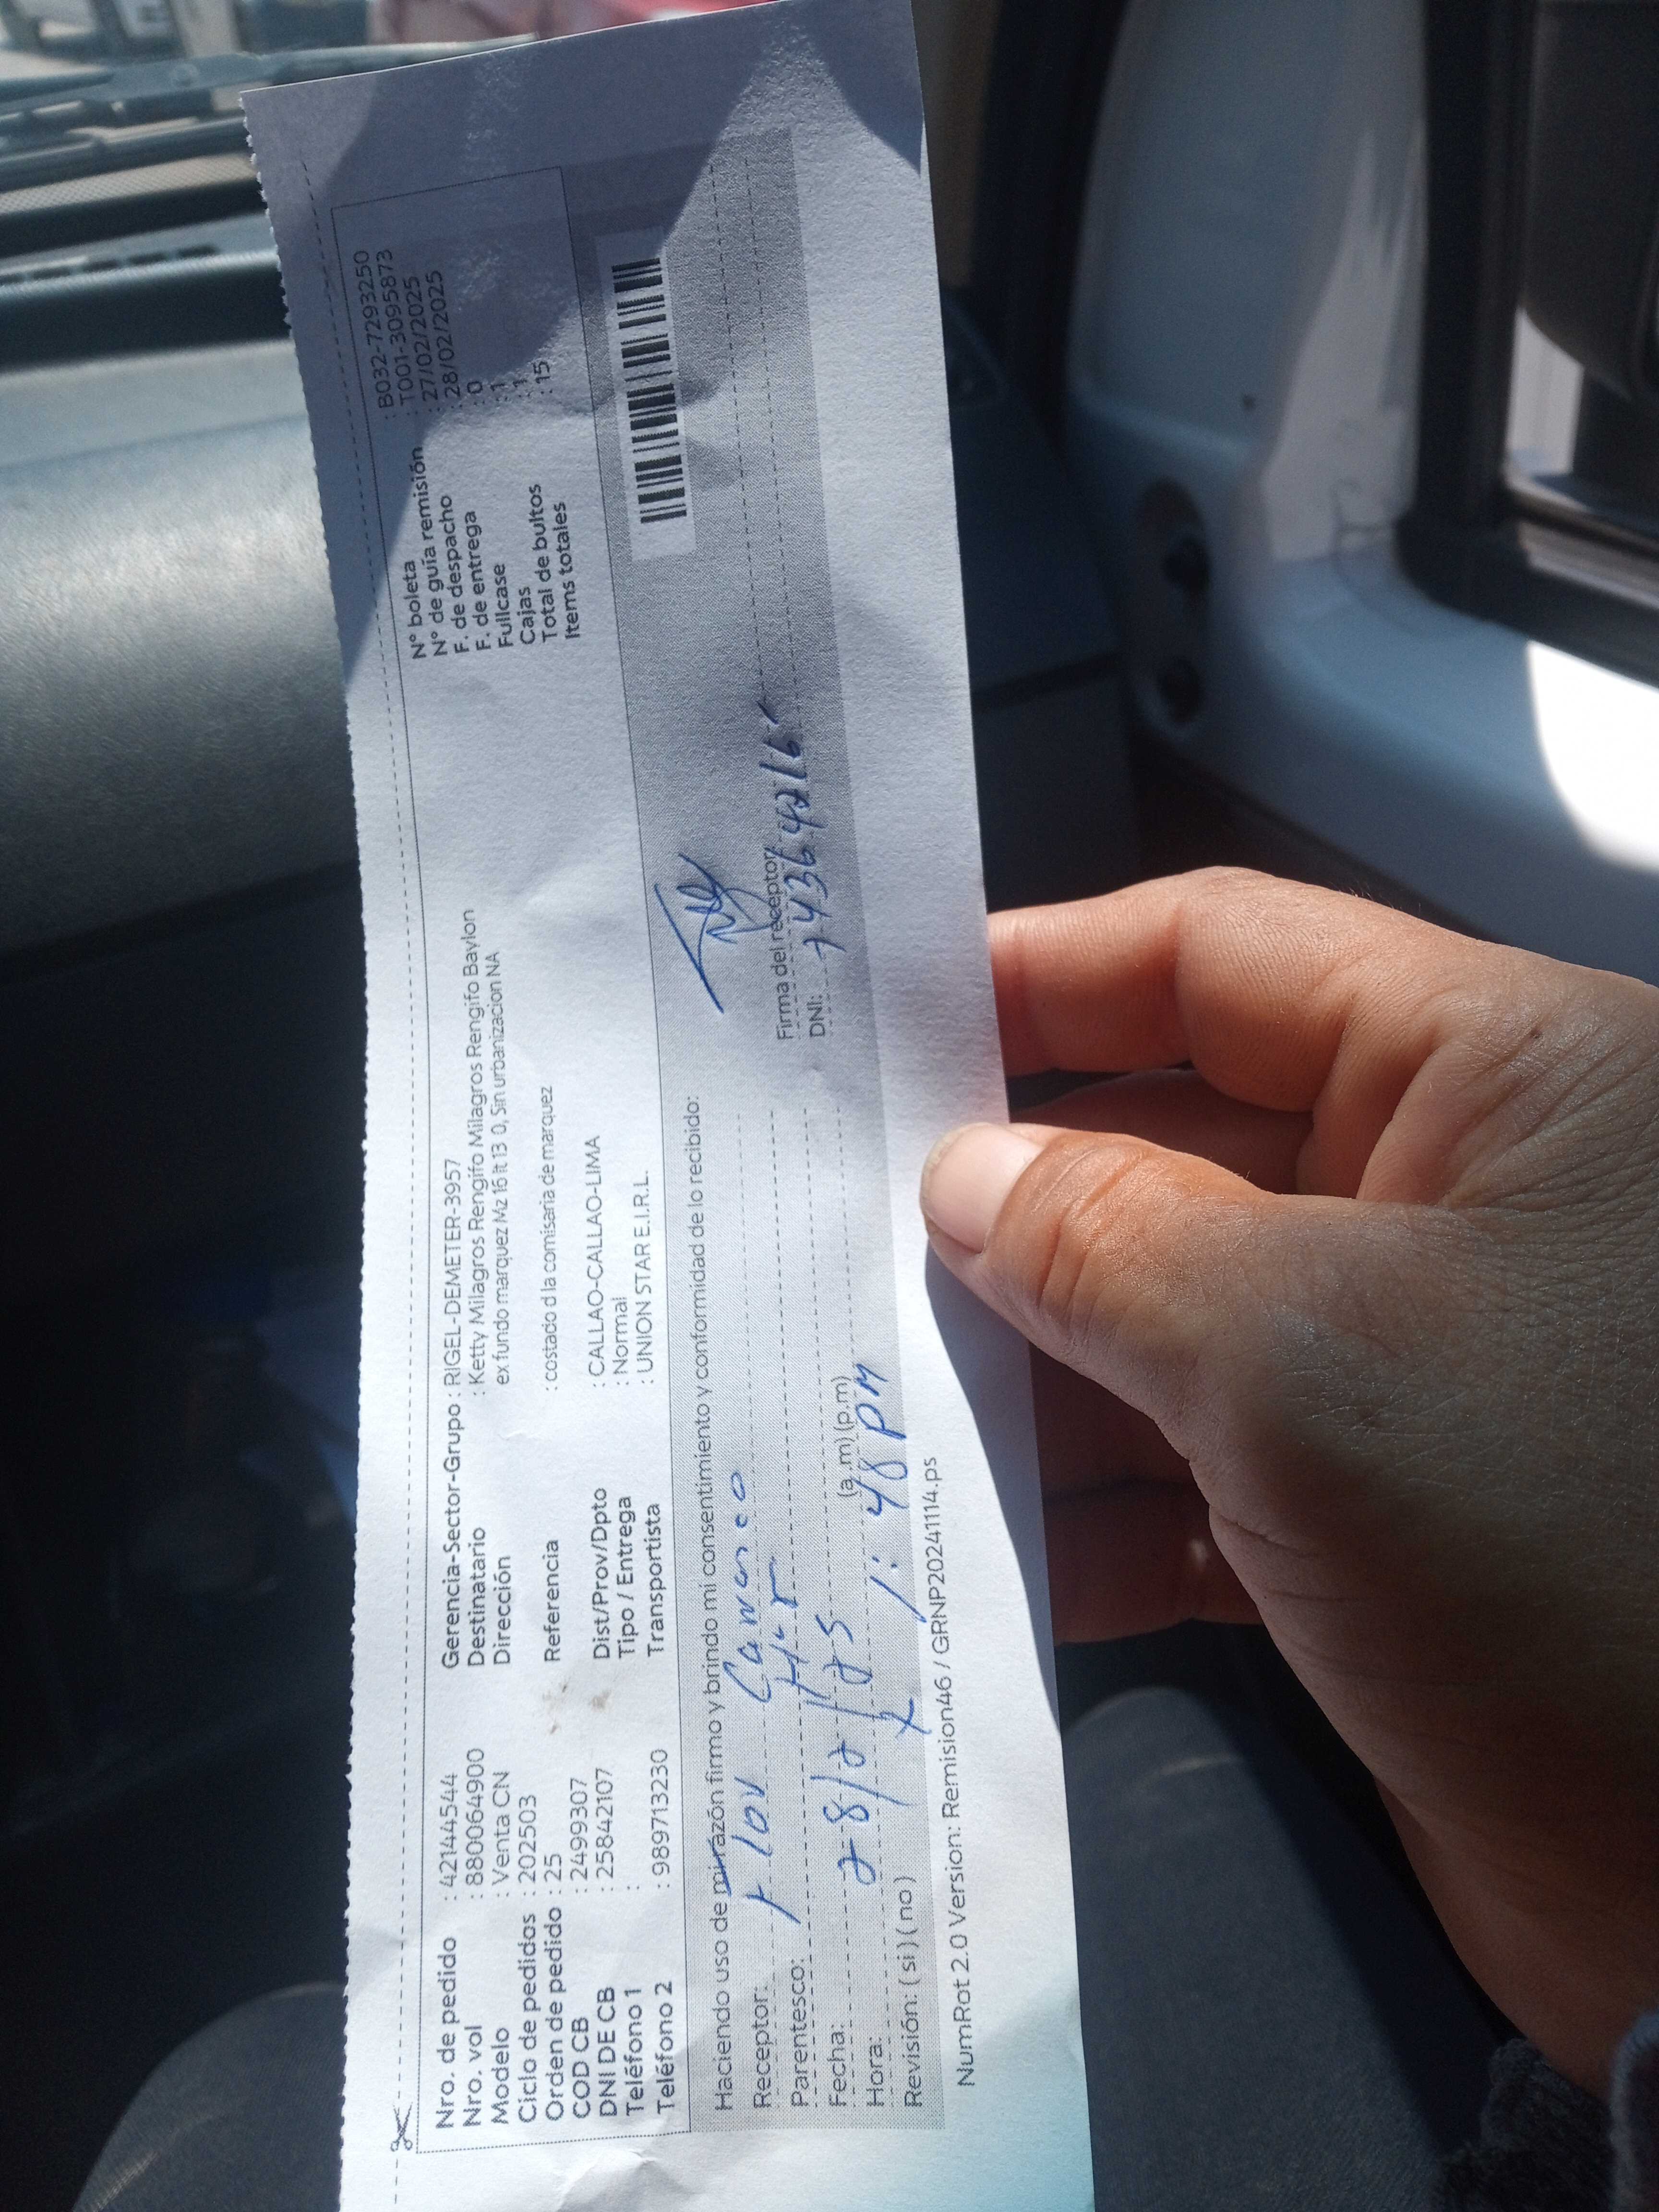 Nro. de pedido : 42144544
Nro. vol : 880064900
Modelo : Venta CN
Ciclo de pedidos : 202503
Orden de pedido : 25
COD CB : 2499307
DNI DE CB : 25842107
Teléfono 1 :
Teléfono 2 : 989713230
Gerencia-Sector-Grupo : RIGEL-DEMETER-3957
Destinatario : Ketty Milagros Rengifo Milagros Rengifo Baylon
Dirección ex fundo marquez Mz 16 lt 13 0, Sin urbanizacion NA
Referencia : costado d la comisaria de marquez
Dist/Prov/Dpto : CALLAO-CALLAO-LIMA
Tipo / Entrega : Normal
Transportista : UNION STAR E.I.R.L.
N° boleta : B032-7293250
N° de guía remisión : T001-3095873
F. de despacho : 27/02/2025
F. de entrega : 28/02/2025
Fullcase : 0
Cajas : 1
Total de bultos : 1
Items totales : 15
Haciendo uso de mi razón firmo y brindo mi consentimiento y conformidad de lo recibido:
Receptor:
Parentesco:
Fecha: 28/2/25
Hora: 1:48 PM (a.m) (p.m)
Revisión: ( si ) ( no )
Firma del receptor
DNI:
NumRot 2.0 Version: Remision46 / GRNP20241114.ps